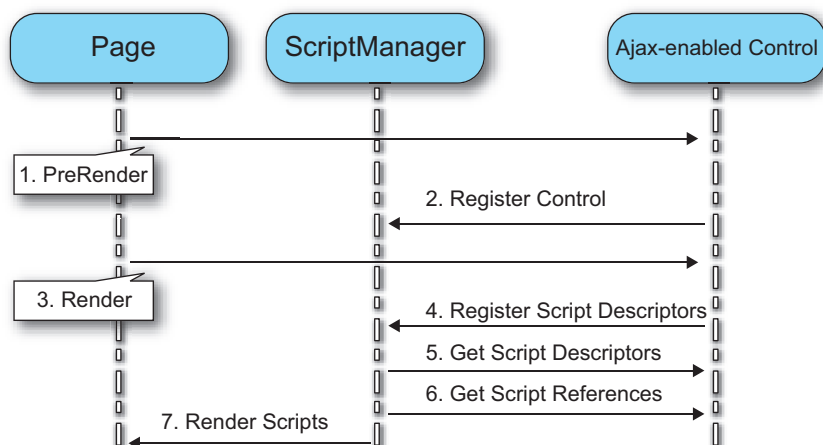 Page
ScriptManager
Ajax-enabled Control
1. PreRender
2. Register Control
3. Render
4. Register Script Descriptors
5. Get Script Descriptors
6. Get Script References
7. Render Scripts